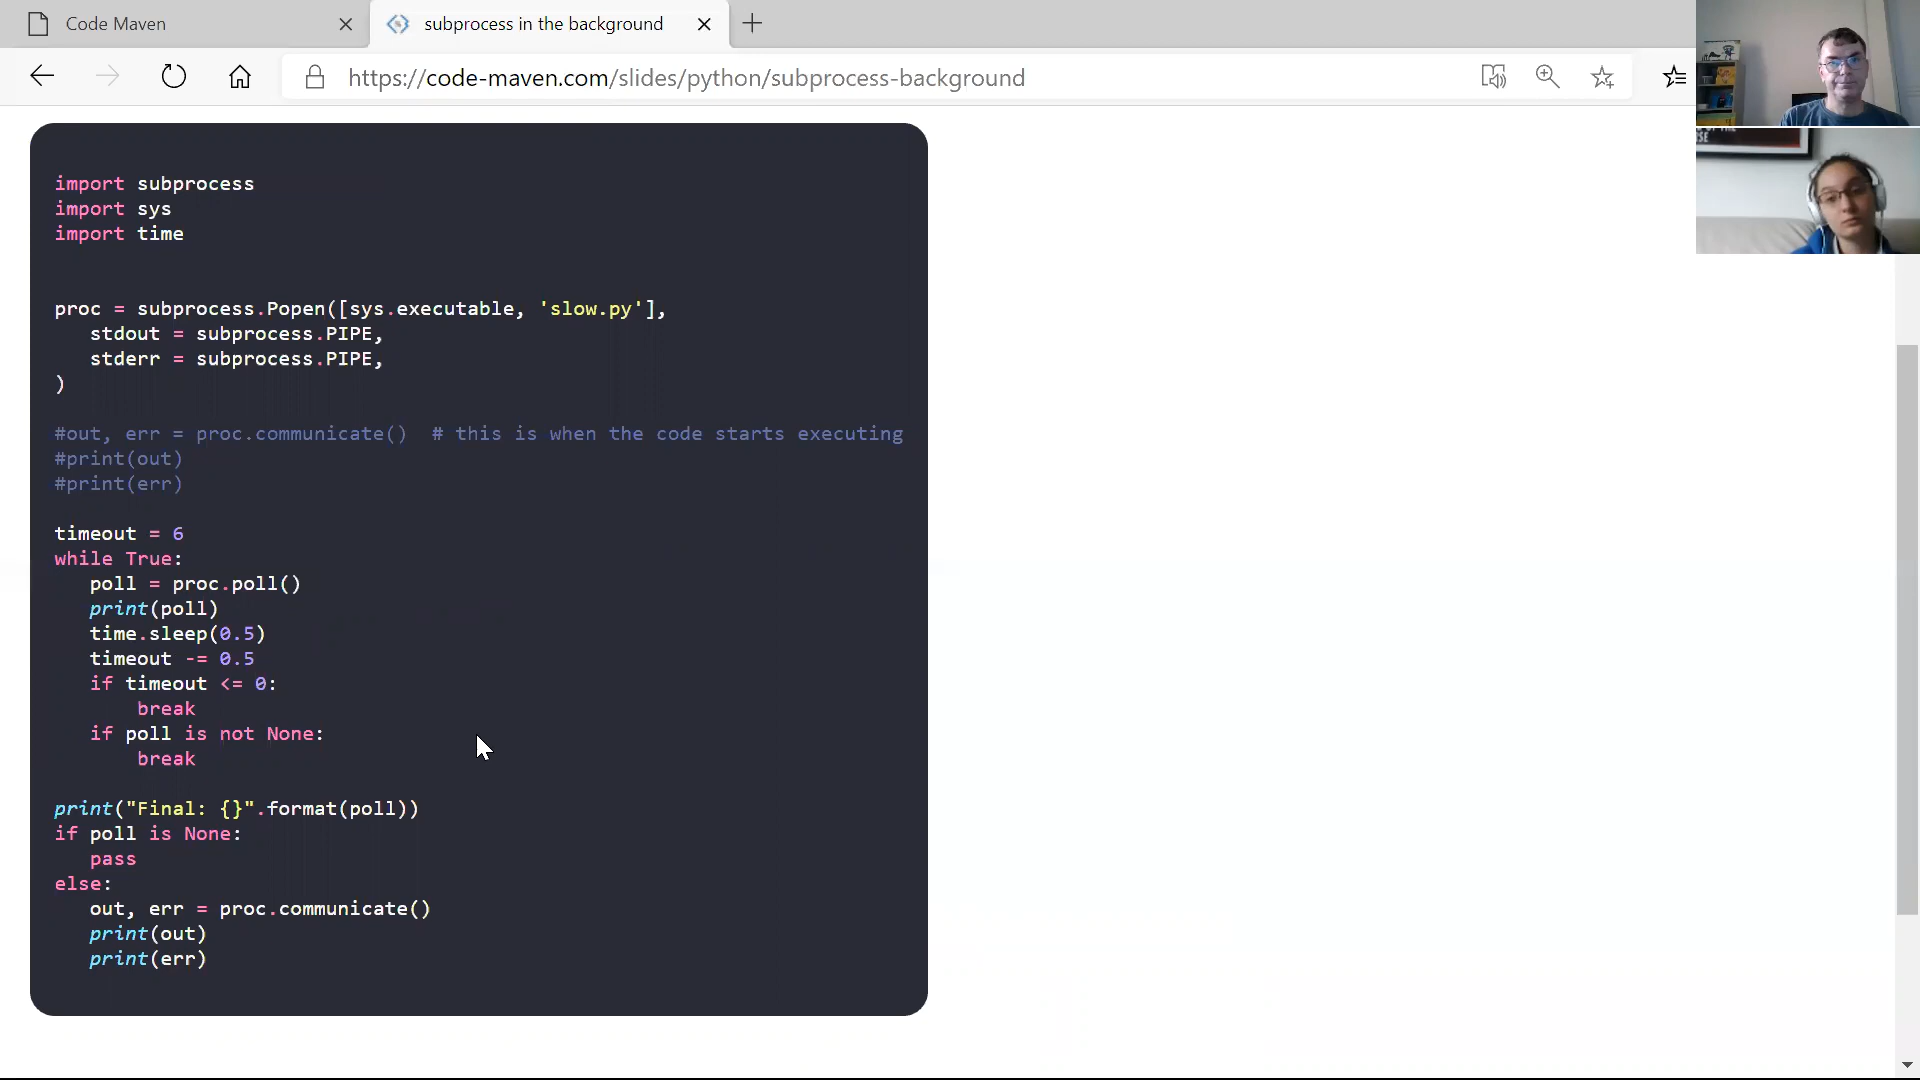 Code Maven
subprocess in the background
https://code-maven.com/slides/python/subprocess-background
import subprocess
import sys
import time
proc = subprocess.Popen([sys.executable, 'slow.py'],
stdout = subprocess.PIPE,
stderr = subprocess.PIPE,
)
#out, err = proc.communicate()  # this is when the code starts executing
#print(out)
#print(err)
timeout = 6
while True:
poll = proc.poll()
print(poll)
time.sleep(0.5)
timeout -= 0.5
if timeout <= 0:
break
if poll is not None:
break
print("Final: {}".format(poll))
if poll is None:
pass
else:
out, err = proc.communicate()
print(out)
print(err)